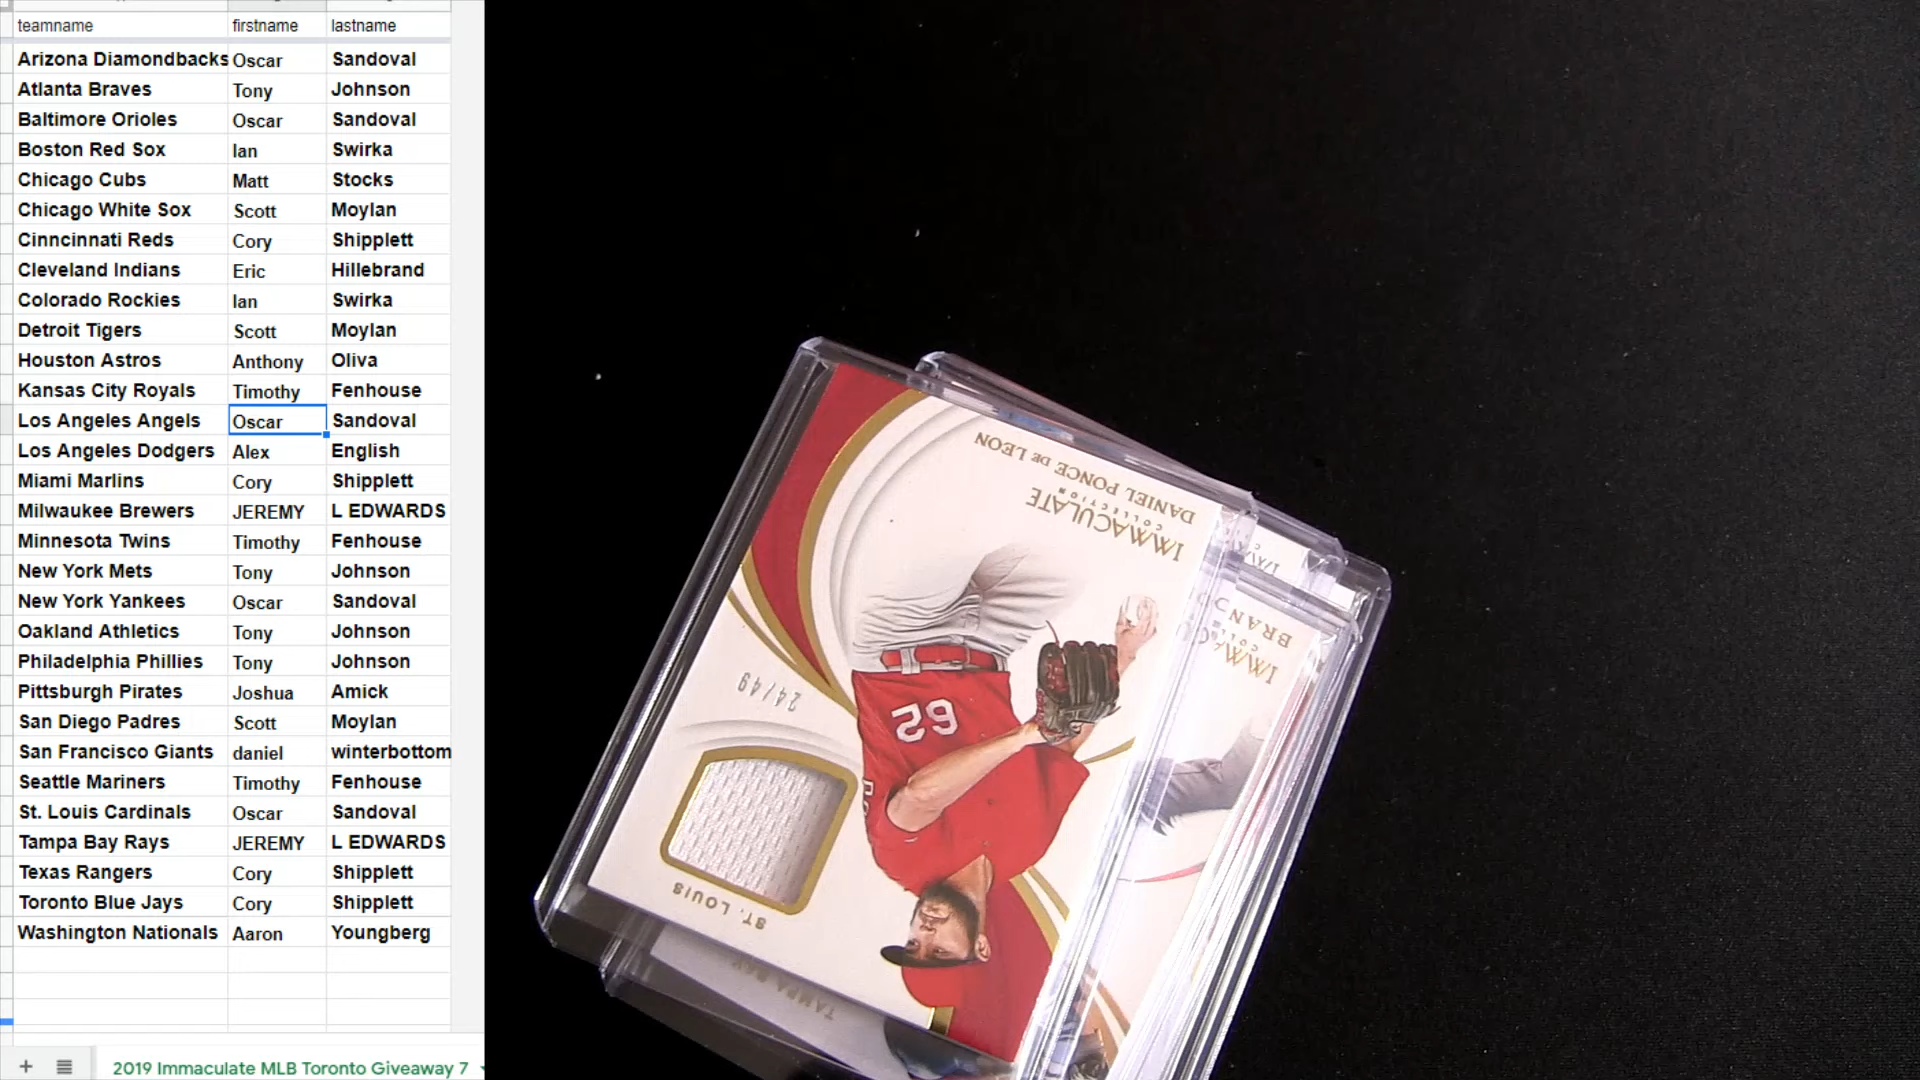 teamname firstname lastname
Arizona Diamondbacks Oscar Sandoval
Atlanta Braves Tony Johnson
Baltimore Orioles Oscar Sandoval
Boston Red Sox Ian Swirka
Chicago Cubs Matt Stocks
Chicago White Sox Scott Moylan
Cinncinnati Reds Cory Shipplett
Cleveland Indians Eric Hillebrand
Colorado Rockies Ian Swirka
Detroit Tigers Scott Moylan
Houston Astros Anthony Oliva
Kansas City Royals Timothy Fenhouse
Los Angeles Angels Oscar Sandoval
Los Angeles Dodgers Alex English
Miami Marlins Cory Shipplett
Milwaukee Brewers JEREMY L EDWARDS
Minnesota Twins Timothy Fenhouse
New York Mets Tony Johnson
New York Yankees Oscar Sandoval
Oakland Athletics Tony Johnson
Philadelphia Phillies Tony Johnson
Pittsburgh Pirates Joshua Amick
San Diego Padres Scott Moylan
San Francisco Giants daniel winterbottom
Seattle Mariners Timothy Fenhouse
St. Louis Cardinals Oscar Sandoval
Tampa Bay Rays JEREMY L EDWARDS
Texas Rangers Cory Shipplett
Toronto Blue Jays Cory Shipplett
Washington Nationals Aaron Youngberg
2019 Immaculate MLB Toronto Giveaway 7
IMMACULATE
COLLECTION
DANIEL PONCE DE LEON
24/49
62
ST. LOUIS
TAMPA BAY